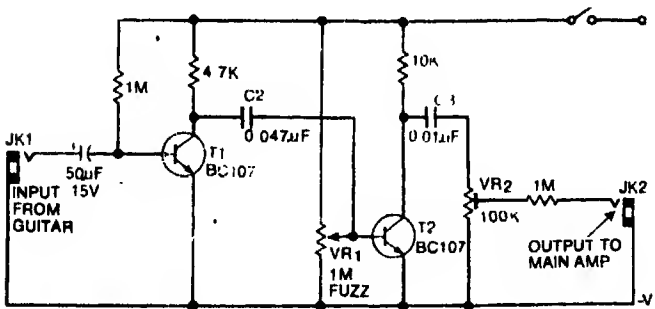 1M
4 7K
10K
C2
0 047µF
0 01µF
JK1
50µF
15V
INPUT
FROM
GUITAR
T1
BC107
VR1
1M
FUZZ
T2
BC107
VR2
100K
1M
JK2
OUTPUT TO
MAIN AMP
-V